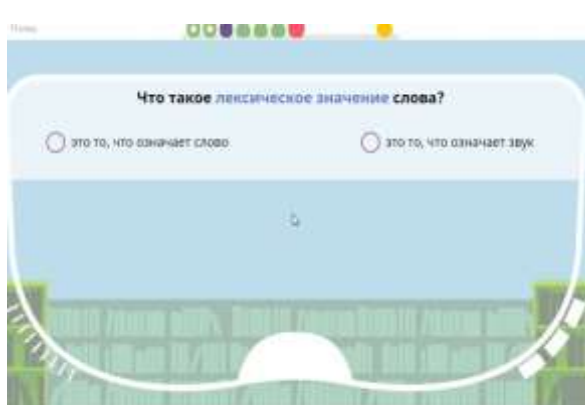 Что такое лексическое значение слова?
это то, что означает слово
это то, что означает звук